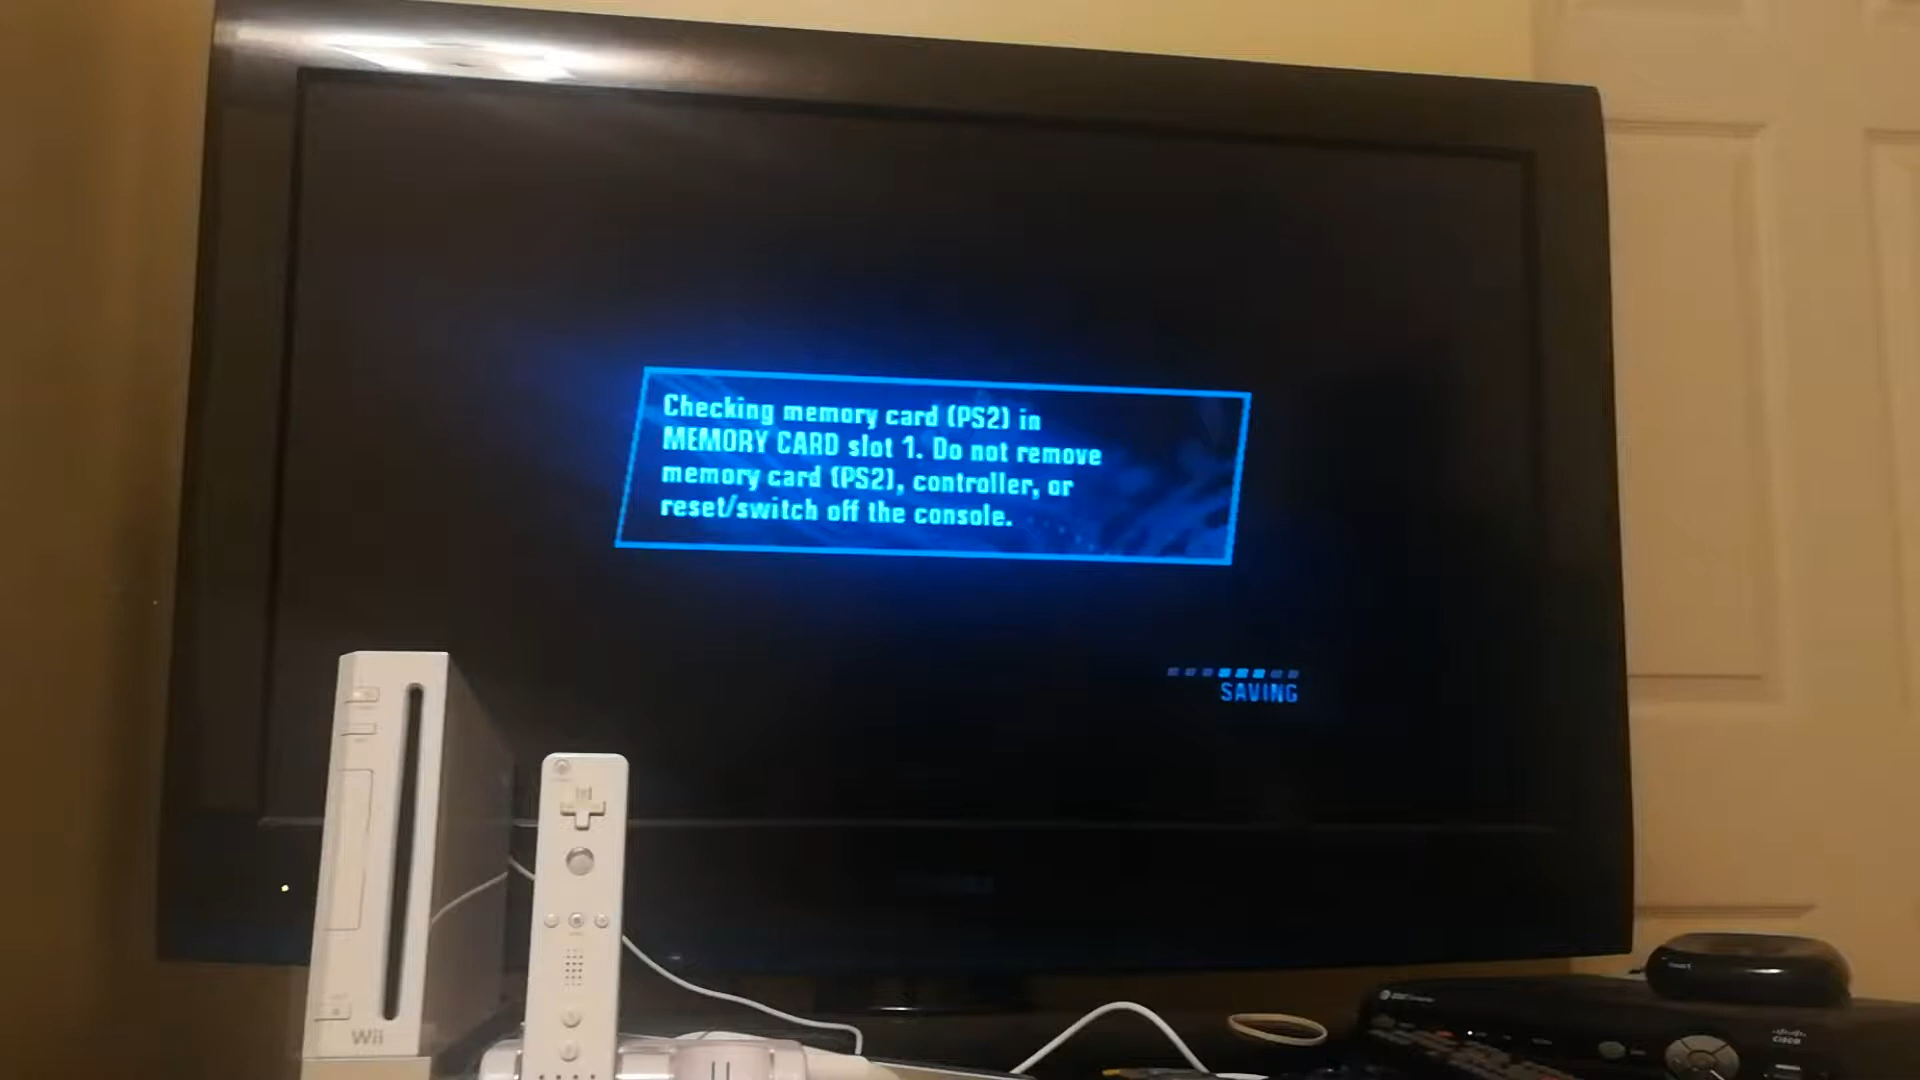 Checking memory card (PS2) in
MEMORY CARD slot 1. Do not remove
memory card (PS2), controller, or
reset/switch off the console.
SAVING
Wii
CISCO